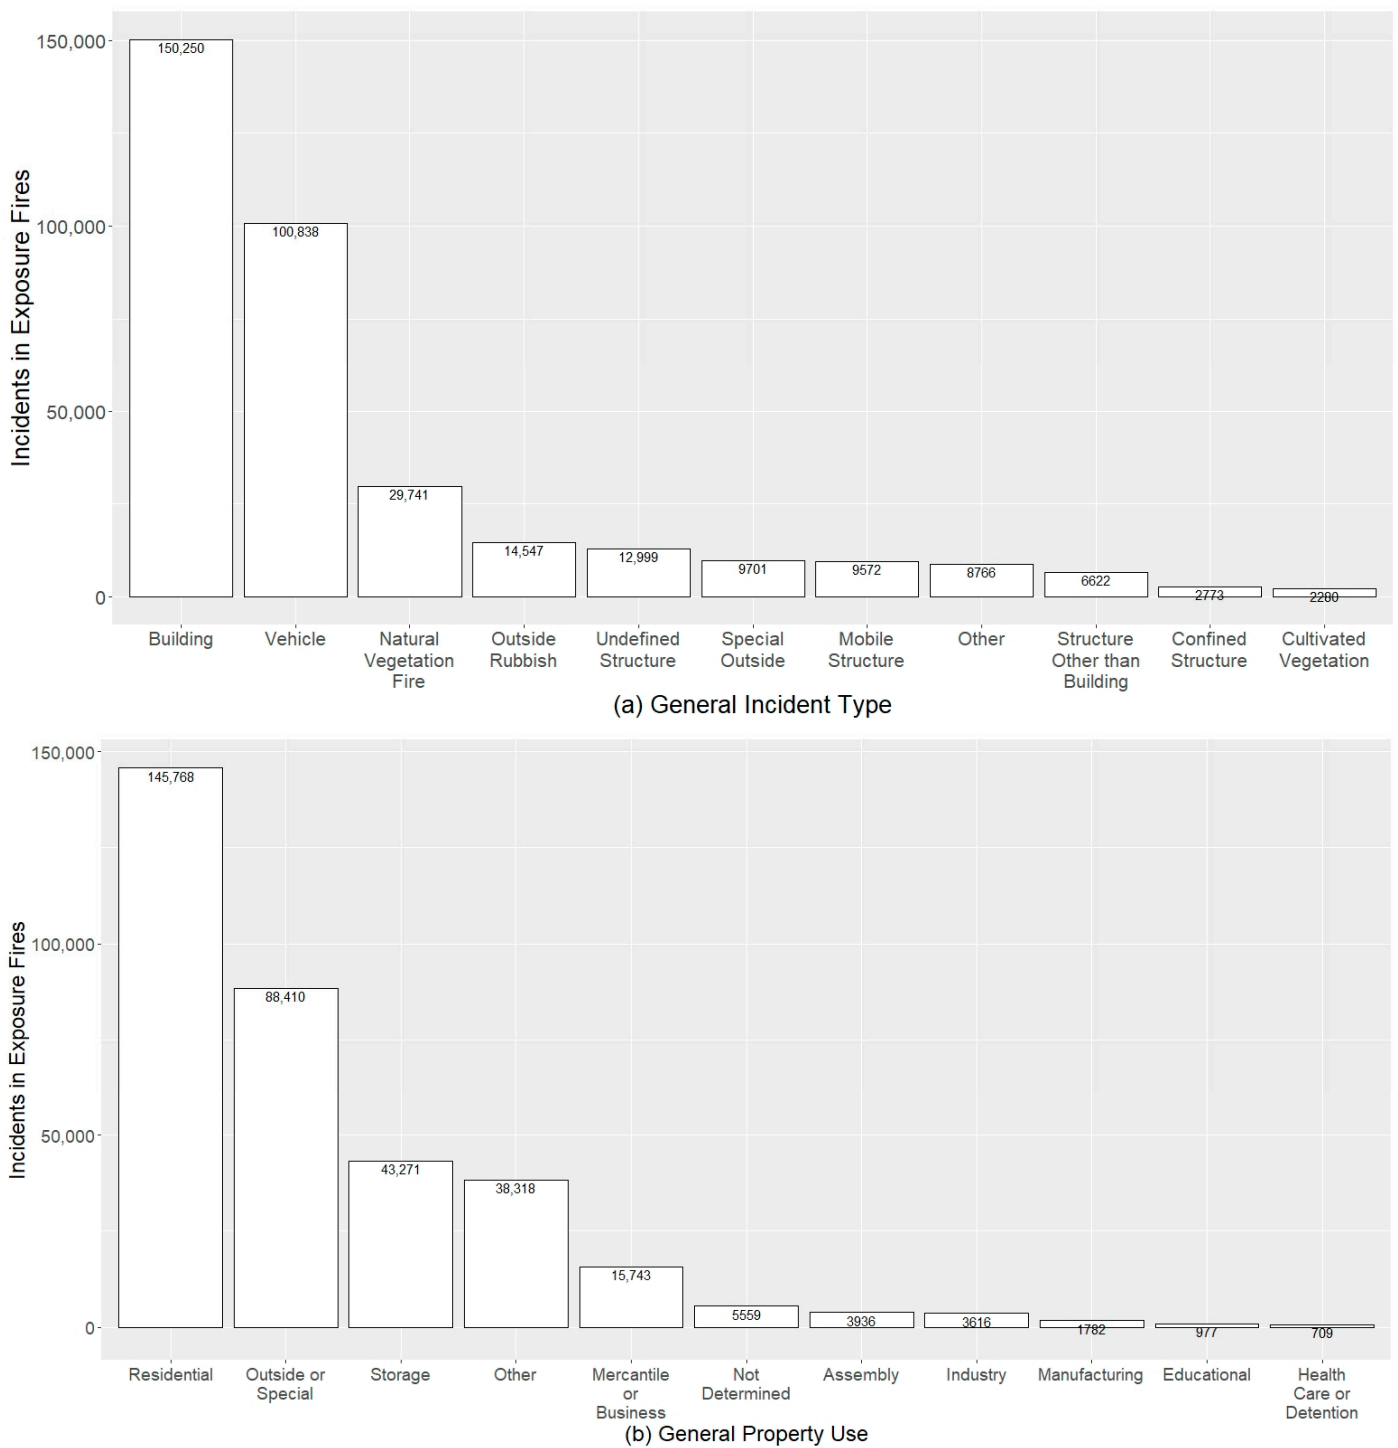 Incidents in Exposure Fires
150,000
100,000
50,000
0
150,250
100,838
29,741
14,547
12,999
9701
9572
8766
6622
2773
2280
Building
Vehicle
Natural
Vegetation
Fire
Outside
Rubbish
Undefined
Structure
Special
Outside
Mobile
Structure
Other
Structure
Other than
Building
Confined
Structure
Cultivated
Vegetation
(a) General Incident Type
Incidents in Exposure Fires
150,000
100,000
50,000
0
145,768
88,410
43,271
38,318
15,743
5559
3936
3616
1782
977
709
Residential
Outside or
Special
Storage
Other
Mercantile
or
Business
Not
Determined
Assembly
Industry
Manufacturing
Educational
Health
Care or
Detention
(b) General Property Use